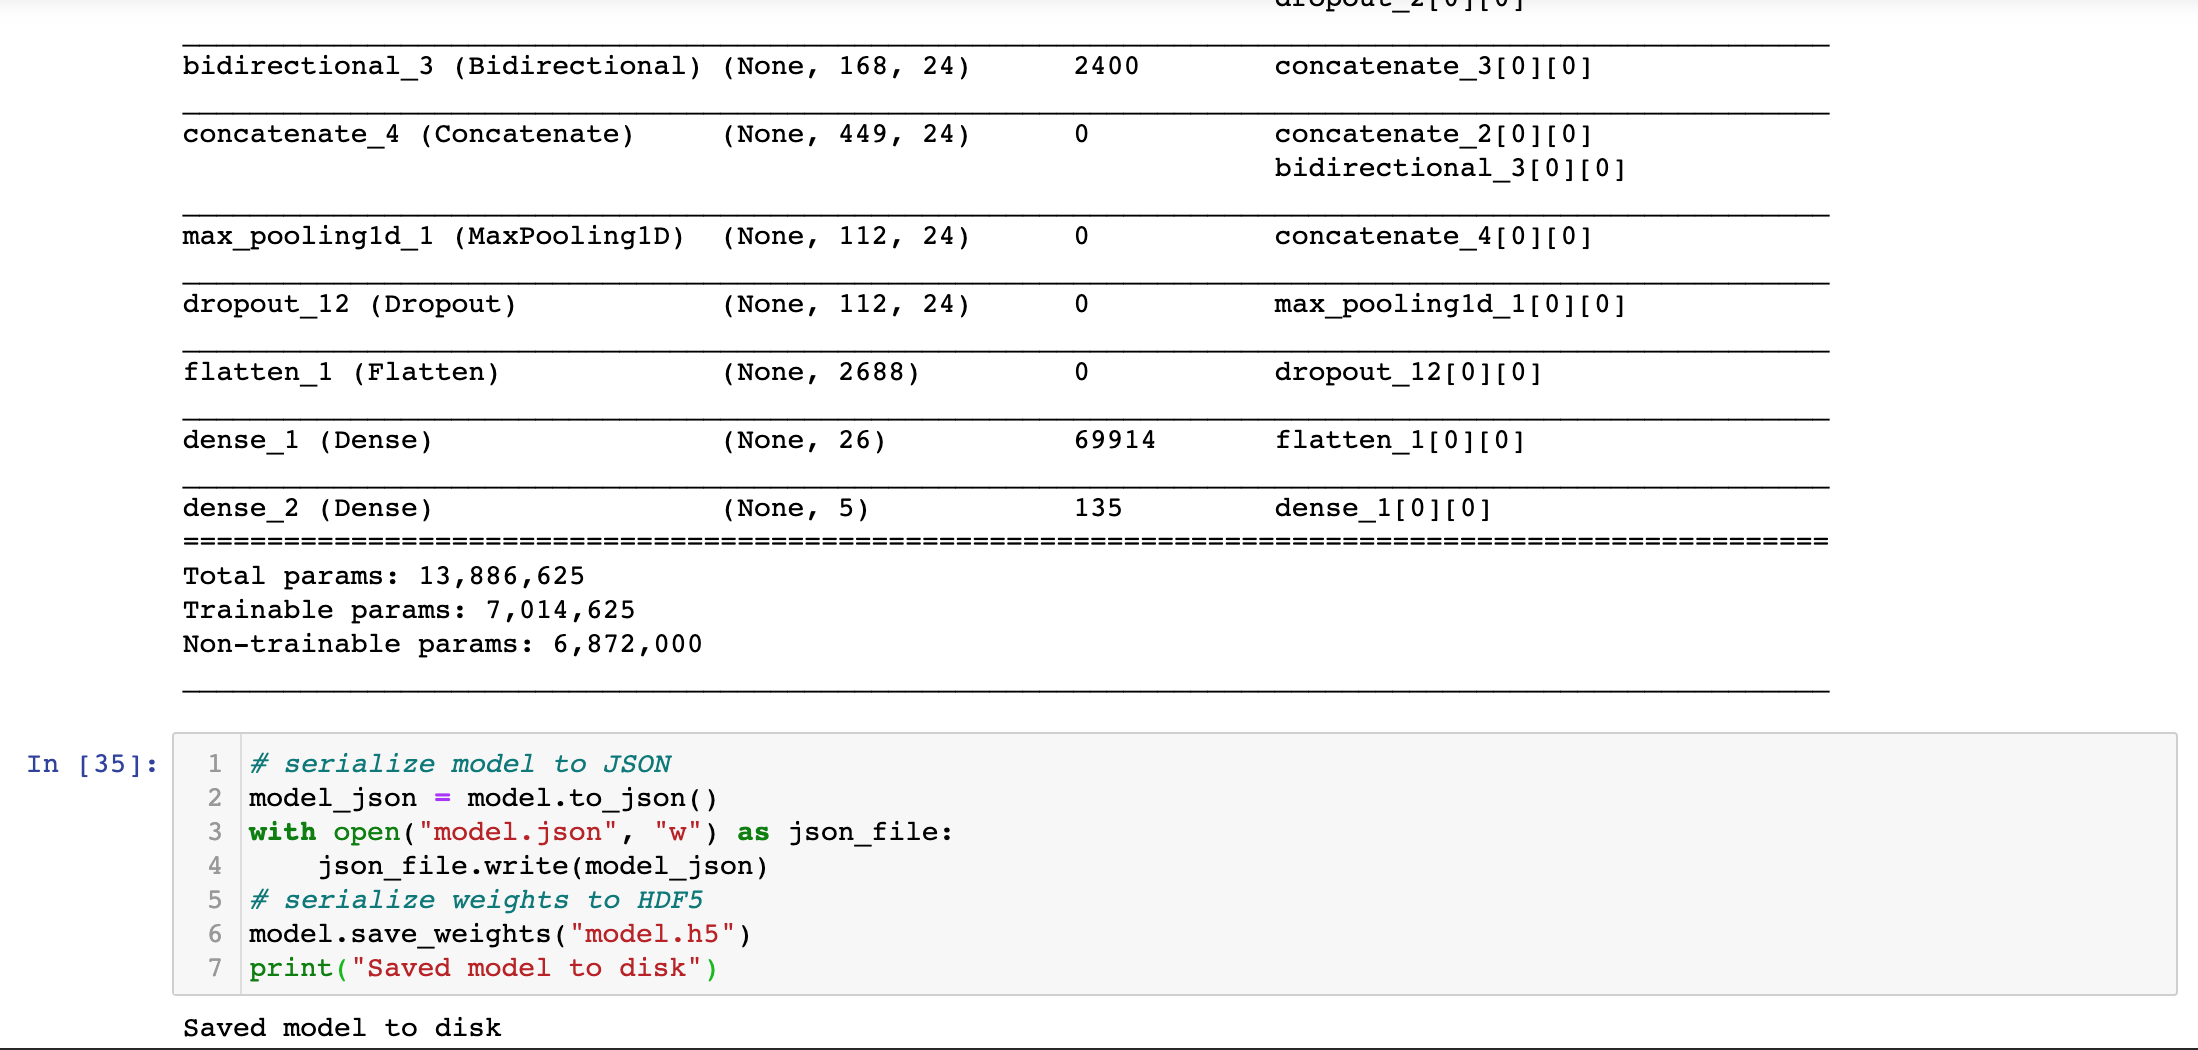 dropout_2[0][0]
bidirectional_3 (Bidirectional) (None, 168, 24) 2400 concatenate_3[0][0]
concatenate_4 (Concatenate) (None, 449, 24) 0 concatenate_2[0][0]
bidirectional_3[0][0]
max_pooling1d_1 (MaxPooling1D) (None, 112, 24) 0 concatenate_4[0][0]
dropout_12 (Dropout) (None, 112, 24) 0 max_pooling1d_1[0][0]
flatten_1 (Flatten) (None, 2688) 0 dropout_12[0][0]
dense_1 (Dense) (None, 26) 69914 flatten_1[0][0]
dense_2 (Dense) (None, 5) 135 dense_1[0][0]
==================================================================================================
Total params: 13,886,625
Trainable params: 7,014,625
Non-trainable params: 6,872,000
In [35]: 1 # serialize model to JSON
2 model_json = model.to_json()
3 with open("model.json", "w") as json_file:
4     json_file.write(model_json)
5 # serialize weights to HDF5
6 model.save_weights("model.h5")
7 print("Saved model to disk")
Saved model to disk